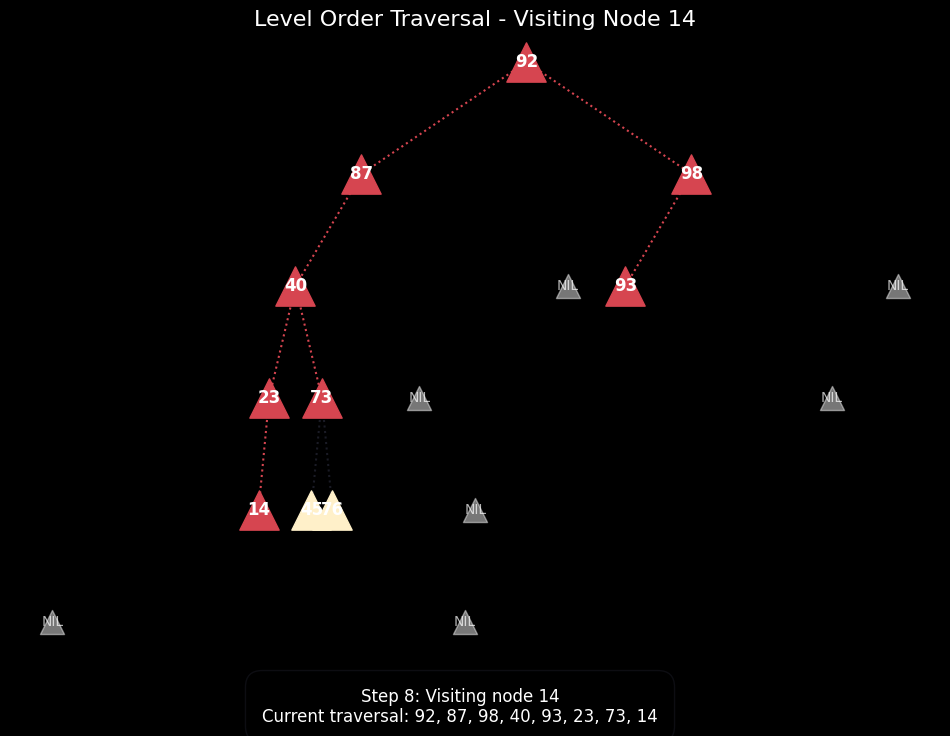 Level Order Traversal - Visiting Node 14
92
87 98
40 NIL 93 NIL
23 73 NIL NIL
14 45 76 NIL
NIL NIL
Step 8: Visiting node 14
Current traversal: 92, 87, 98, 40, 93, 23, 73, 14